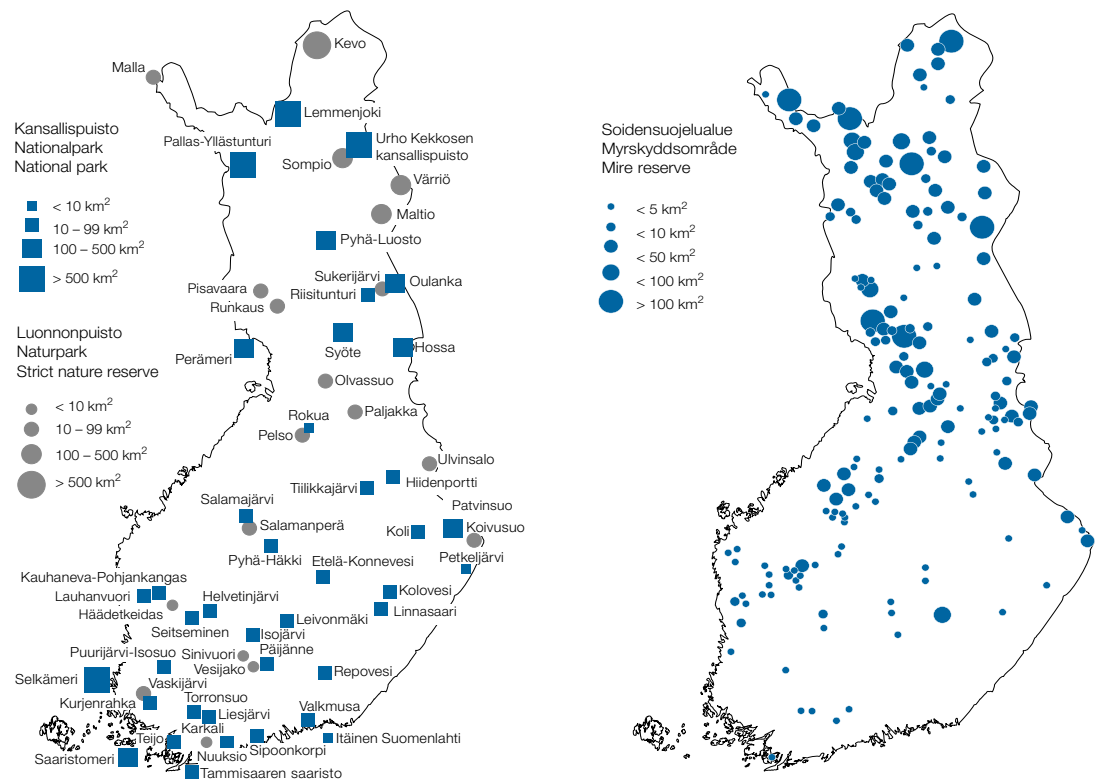 Kansallispuisto
Nationalpark
National park
< 10 km²
10 – 99 km²
100 – 500 km²
> 500 km²
Luonnonpuisto
Naturpark
Strict nature reserve
< 10 km²
10 – 99 km²
100 – 500 km²
> 500 km²
Kevo
Malla
Lemmenjoki
Pallas-Yllästunturi
Urho Kekkosen
kansallispuisto
Sompio
Värriö
Maltio
Pyhä-Luosto
Sukerijärvi
Oulanka
Pisavaara
Riisitunturi
Runkaus
Syöte
Hossa
Perämeri
Olvassuo
Rokua
Paljakka
Pelso
Ulvinsalo
Hiidenportti
Tiilikkajärvi
Salamajärvi
Patvinsuo
Salamanperä
Koli
Koivusuo
Pyhä-Häkki
Etelä-Konnevesi
Petkeljärvi
Kauhaneva-Pohjankangas
Lauhanvuori
Helvetinjärvi
Kolovesi
Häädetkeidas
Linnasaari
Seitseminen
Leivonmäki
Isojärvi
Puurijärvi-Isosuo
Sinivuori
Päijänne
Vesijako
Selkämeri
Vaskijärvi
Repovesi
Kurjenrahka
Torronsuo
Liesjärvi
Valkmusa
Karkali
Teijo
Itäinen Suomenlahti
Nuuksio
Sipoonkorpi
Saaristomeri
Tammisaaren saaristo
Soidensuojelualue
Myrskyddsområde
Mire reserve
< 5 km²
< 10 km²
< 50 km²
< 100 km²
> 100 km²